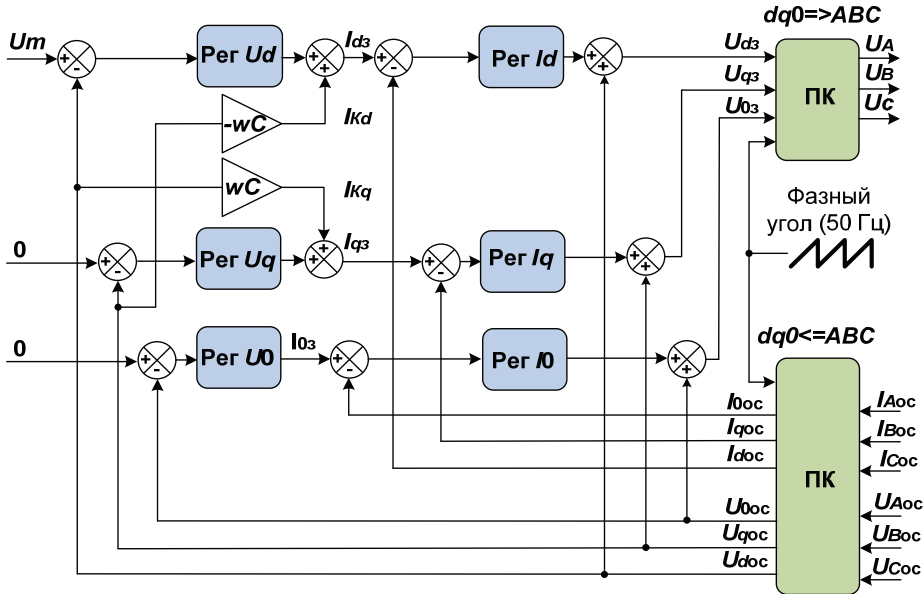 dq0=>ABC
Um
+
-
Рег Ud
+
+
Idз
+
-
Рег Id
+
+
Udз
Uqз
U0з
ПК
UA
UB
Uc
-wC
IKd
wC
IKq
Фазный
угол (50 Гц)
0
+
-
Рег Uq
+
+
Iqз
+
-
Рег Iq
+
+
0
+
-
Рег U0
I0з
+
-
Рег I0
+
+
dq0<=ABC
I0ос
Iqос
Idос
U0ос
Uqос
Udос
ПК
IAос
IBос
ICос
UAос
UBос
UCос